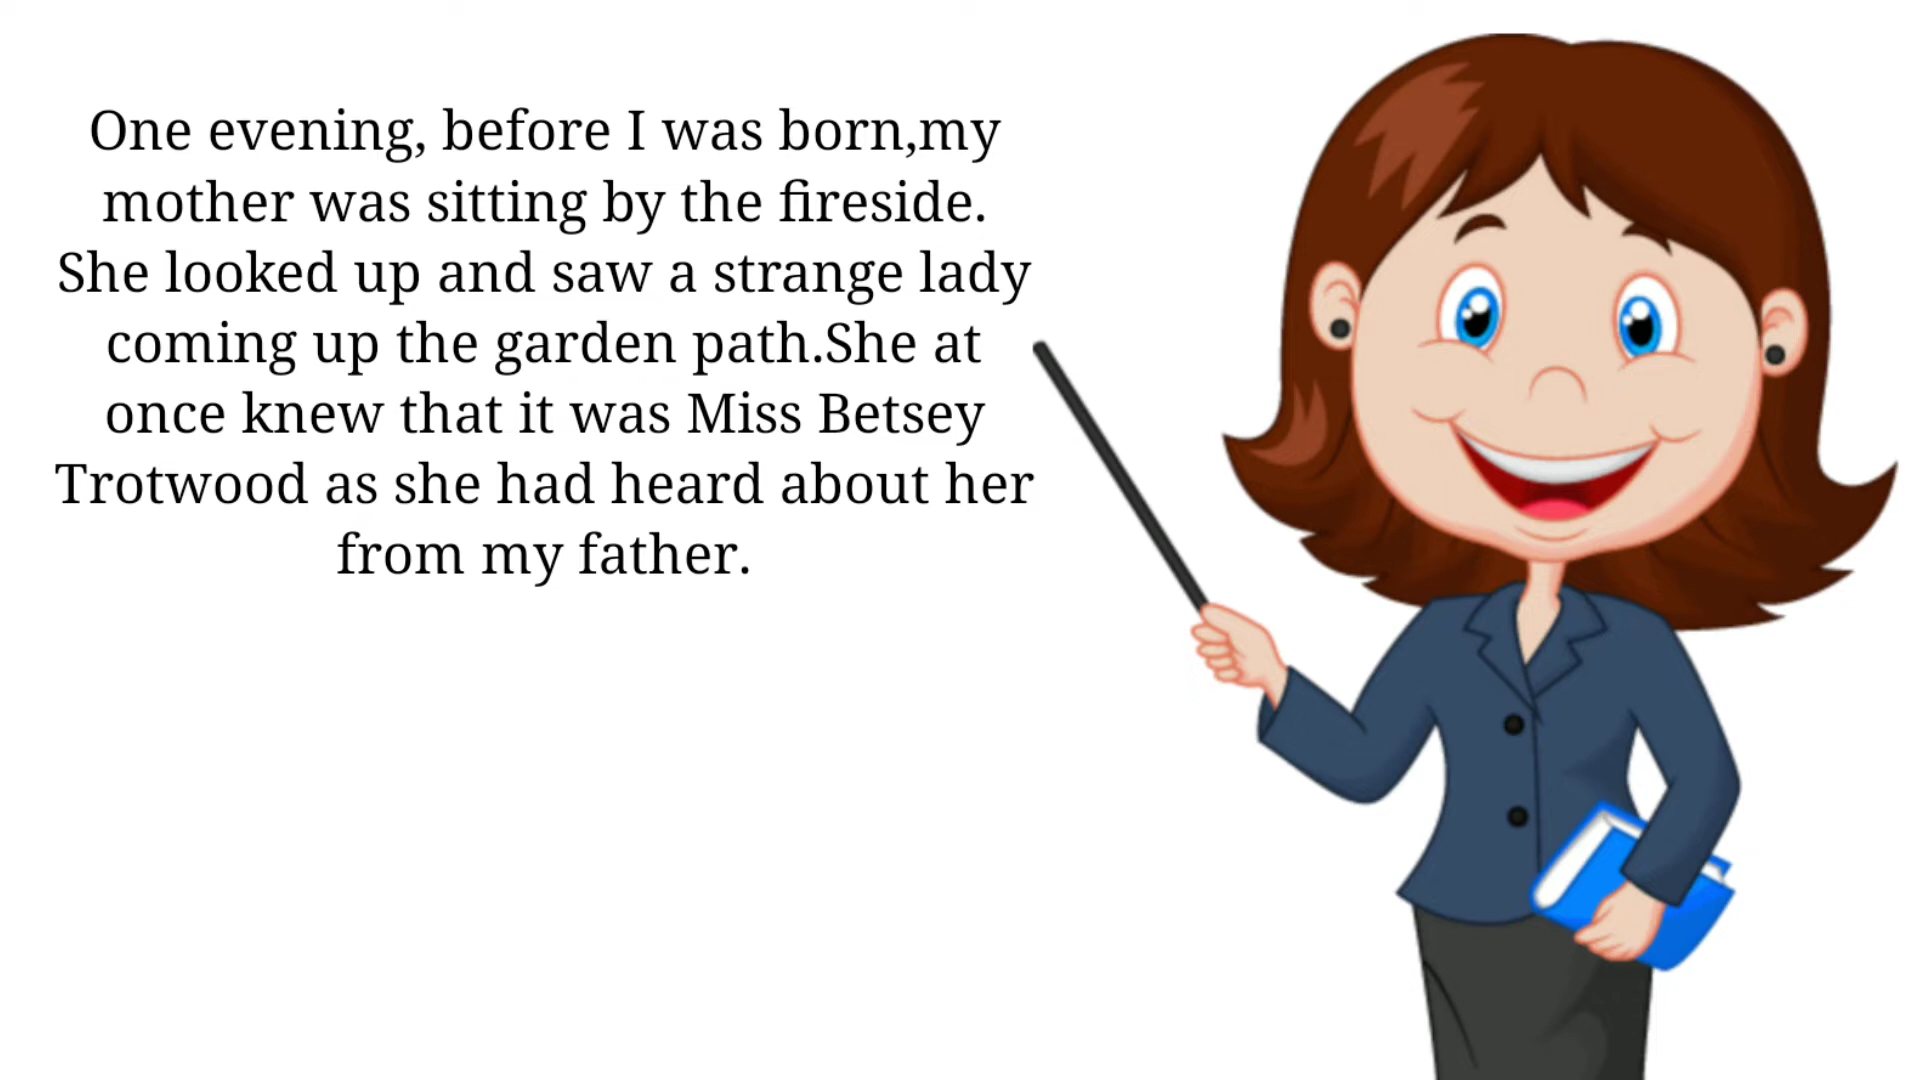 One evening, before I was born,my
mother was sitting by the fireside.
She looked up and saw a strange lady
coming up the garden path.She at
once knew that it was Miss Betsey
Trotwood as she had heard about her
from my father.